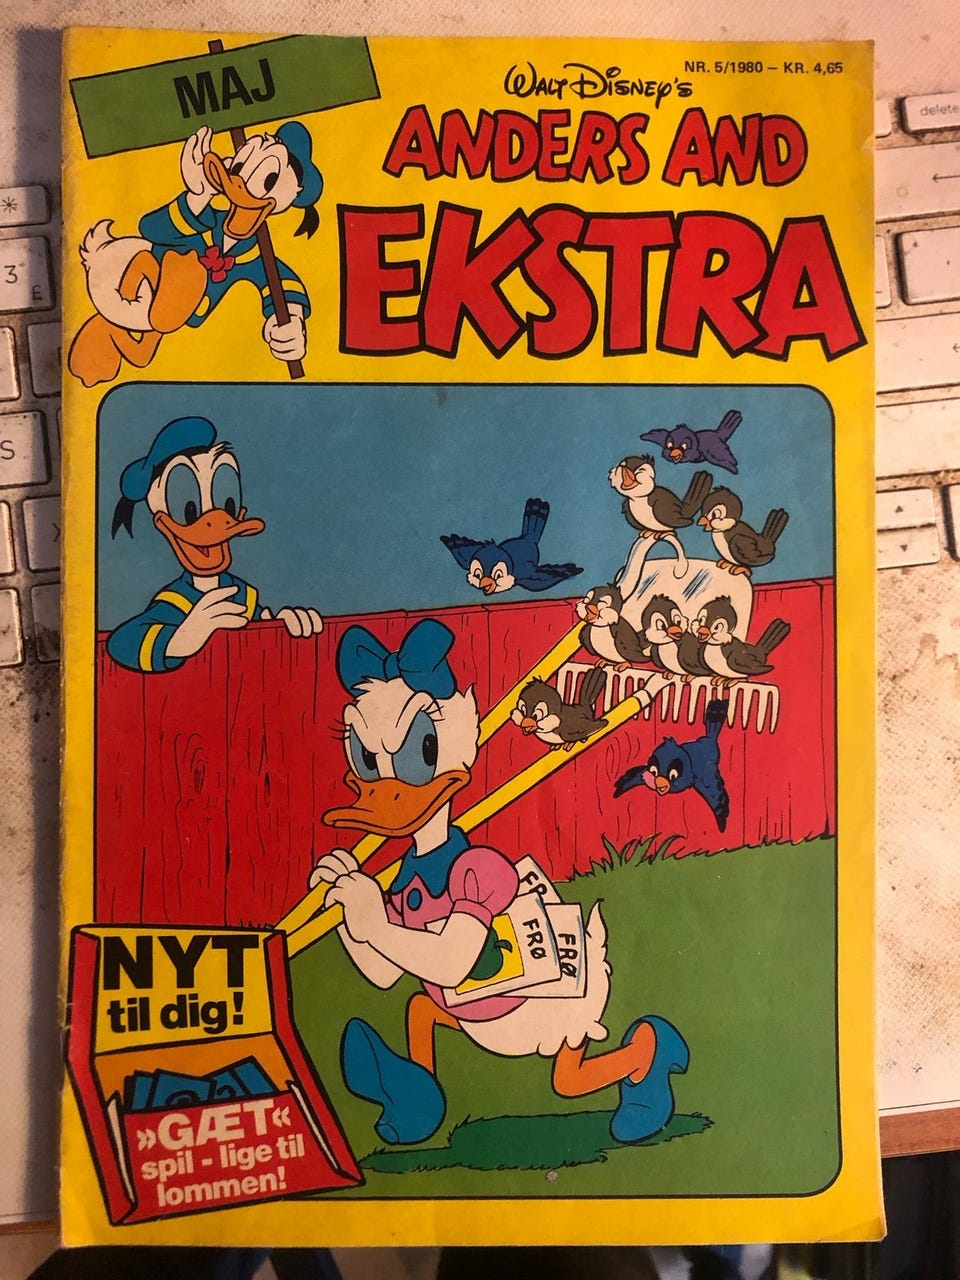 MAJ
NR. 5/1980 – KR. 4,65
WALT DISNEY'S
ANDERS AND
EKSTRA
FRØ
FRØ
NYT
til dig!
»GÆT«
spil - lige til
lommen!
delete
3
£
S